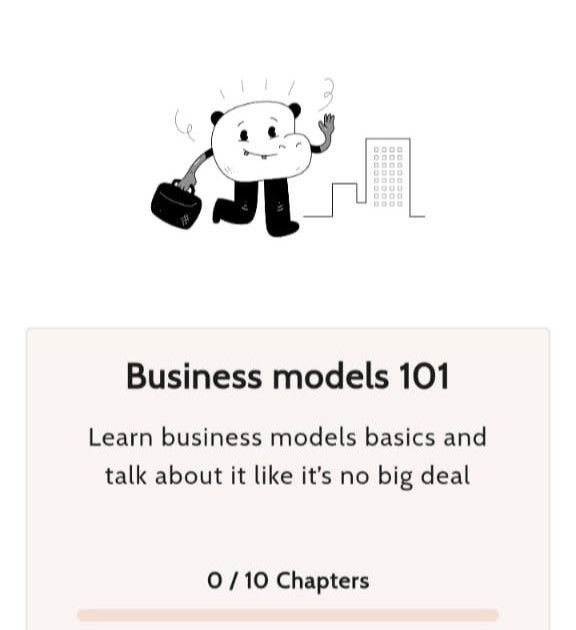 Business models 101
Learn business models basics and
talk about it like it's no big deal
0 / 10 Chapters